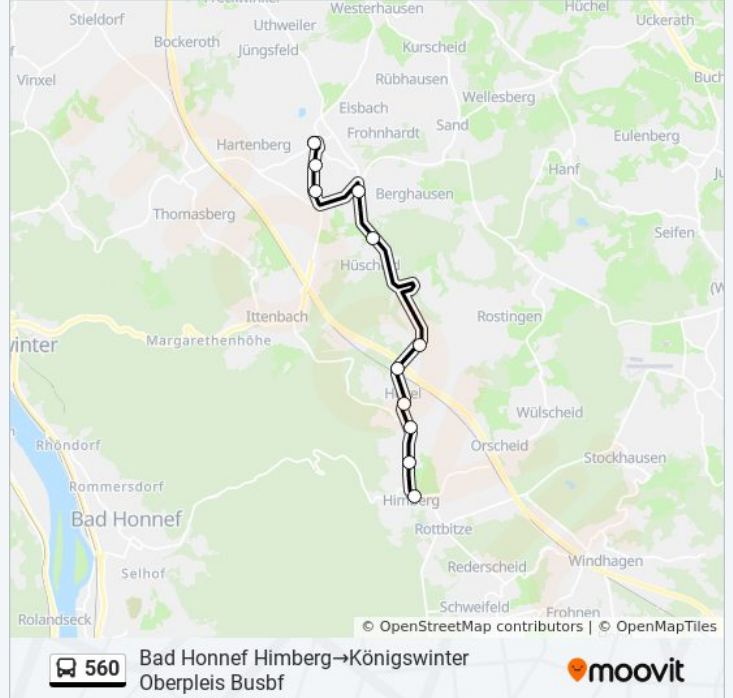 Freckwinkel
Westerhausen
Hüchel
Stieldorf
Uthweiler
Uckerath
Bockeroth
Jüngsfeld
Kurscheid
Vinxel
Rübhausen
Buch
Wellesberg
Eisbach
Sand
Frohnhardt
Eulenberg
Hartenberg
Hanf
Ju
Berghausen
Thomasberg
Seifen
Hüscheid
(W
Ittenbach
Rostingen
winter
Margarethenhöhe
Wülscheid
Rhöndorf
Orscheid
Stockhausen
Rommersdorf
Himberg
Bad Honnef
Rottbitze
Windhagen
Selhof
Rederscheid
Schweifeld
Frohnen
Rolandseck
© OpenStreetMap contributors | © OpenMapTiles
560
Bad Honnef Himberg→Königswinter
Oberpleis Busbf
moovit